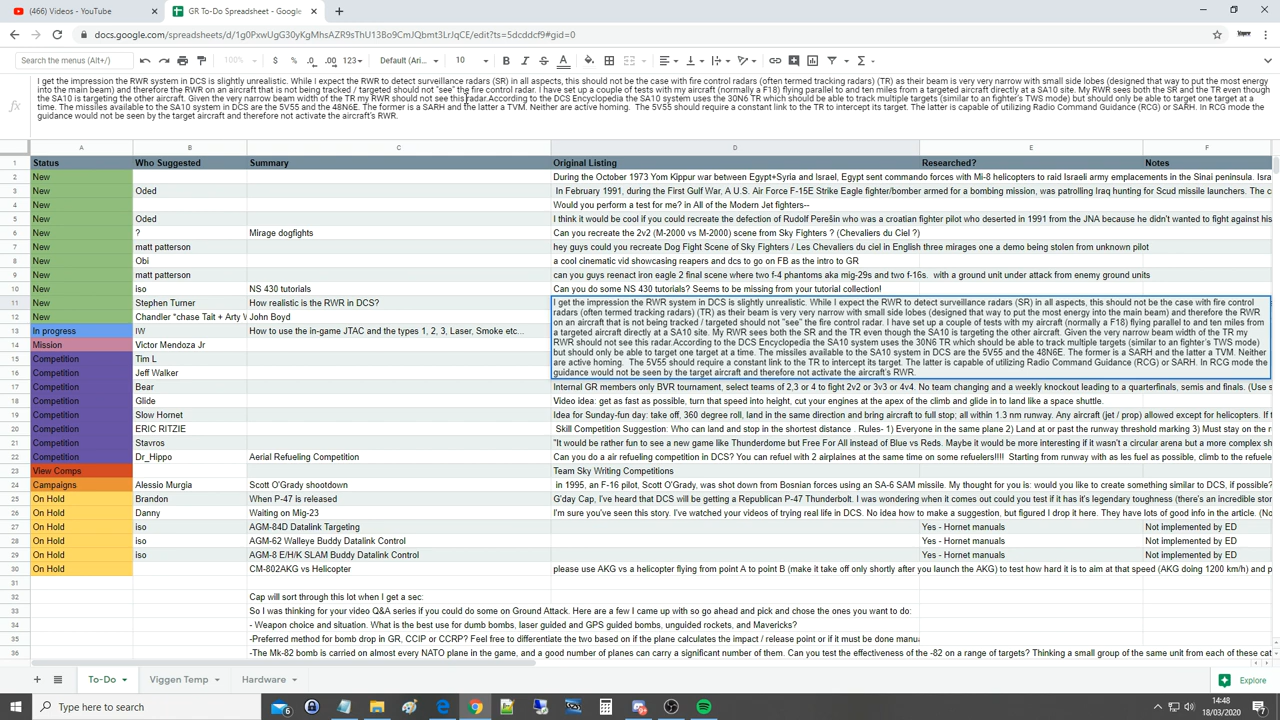 (466) Videos - YouTube
GR To-Do Spreadsheet - Google
docs.google.com/spreadsheets/d/1g0PxwUgG30yKgMhsAZR9sThU13Bo9CmJQbmt3LrJqCE/edit?ts=5dcddcf9#gid=0
Search the menus (Alt+/)
100%
$ % .0 .00 123
Default (Ari...
10
I get the impression the RWR system in DCS is slightly unrealistic. While I expect the RWR to detect surveillance radars (SR) in all aspects, this should not be the case with fire control radars (often termed tracking radars) (TR) as their beam is very very narrow with small side lobes (designed that way to put the most energy
into the main beam) and therefore the RWR on an aircraft that is not being tracked / targeted should not "see" the fire control radar. I have set up a couple of tests with my aircraft (normally a F18) flying parallel to and ten miles from a targeted aircraft directly at a SA10 site. My RWR sees both the SR and the TR even though
the SA10 is targeting the other aircraft. Given the very narrow beam width of the TR my RWR should not see this radar.According to the DCS Encyclopedia the SA10 system uses the 30N6 TR which should be able to track multiple targets (similar to an fighter's TWS mode) but should only be able to target one target at a
time. The missiles available to the SA10 system in DCS are the 5V55 and the 48N6E. The former is a SARH and the latter a TVM. Neither are active homing.  The 5V55 should require a constant link to the TR to intercept its target. The latter is capable of utilizing Radio Command Guidance (RCG) or SARH. In RCG mode the
guidance would not be seen by the target aircraft and therefore not activate the aircraft's RWR.
A B C D E F
1 Status Who Suggested Summary Original Listing Researched? Notes
2 New During the October 1973 Yom Kippur war between Egypt+Syria and Israel, Egypt sent commando forces with Mi-8 helicopters to raid Israeli army emplacements in the Sinai peninsula. Isra
3 New Oded In February 1991, during the First Gulf War, A U.S. Air Force F-15E Strike Eagle fighter/bomber armed for a bombing mission, was patrolling Iraq hunting for Scud missile launchers. The c
4 New Would you perform a test for me? in All of the Modern Jet fighters--
5 New Oded I think it would be cool if you could recreate the defection of Rudolf Perešin who was a croatian fighter pilot who deserted in 1991 from the JNA because he didn't wanted to fight against his
6 New ? Mirage dogfights Can you recreate the 2v2 (M-2000 vs M-2000) scene from Sky Fighters ? (Chevaliers du Ciel ?)
7 New matt patterson hey guys could you recreate Dog Fight Scene of Sky Fighters / Les Chevaliers du ciel in English three mirages one a demo being stolen from unknown pilot
8 New Obi a cool cinematic vid showcasing reapers and dcs to go on FB as the intro to GR
9 New matt patterson can you guys reenact iron eagle 2 final scene where two f-4 phantoms aka mig-29s and two f-16s.  with a ground unit under attack from enemy ground units
10 New iso NS 430 tutorials Can you do some NS 430 tutorials? Seems to be missing from your tutorial collection!
11 New Stephen Turner How realistic is the RWR in DCS? I get the impression the RWR system in DCS is slightly unrealistic. While I expect the RWR to detect surveillance radars (SR) in all aspects, this should not be the case with fire control
radars (often termed tracking radars) (TR) as their beam is very very narrow with small side lobes (designed that way to put the most energy into the main beam) and therefore the RWR
12 New Chandler "chase Tait + Arty W John Boyd on an aircraft that is not being tracked / targeted should not "see" the fire control radar. I have set up a couple of tests with my aircraft (normally a F18) flying parallel to and ten miles from
13 In progress IW How to use the in-game JTAC and the types 1, 2, 3, Laser, Smoke etc... a targeted aircraft directly at a SA10 site. My RWR sees both the SR and the TR even though the SA10 is targeting the other aircraft. Given the very narrow beam width of the TR my
14 Mission Victor Mendoza Jr RWR should not see this radar.According to the DCS Encyclopedia the SA10 system uses the 30N6 TR which should be able to track multiple targets (similar to an fighter's TWS mode)
15 Competition Tim L but should only be able to target one target at a time. The missiles available to the SA10 system in DCS are the 5V55 and the 48N6E. The former is a SARH and the latter a TVM. Neither
are active homing.  The 5V55 should require a constant link to the TR to intercept its target. The latter is capable of utilizing Radio Command Guidance (RCG) or SARH. In RCG mode the
16 Competition Jeff Walker guidance would not be seen by the target aircraft and therefore not activate the aircraft's RWR.
17 Competition Bear Internal GR members only BVR tournament, select teams of 2,3 or 4 to fight 2v2 or 3v3 or 4v4. No team changing and a weekly knockout leading to a quarterfinals, semis and finals. (Use s
18 Competition Glide Video idea: get as fast as possible, turn that speed into height, cut your engines at the apex of the climb and glide in to land like a space shuttle.
19 Competition Slow Hornet Idea for Sunday-fun day: take off, 360 degree roll, land in the same direction and bring aircraft to full stop; all within 1.3 nm runway. Any aircraft (jet / prop) allowed except for helicopters. If t
20 Competition ERIC RITZIE Skill Competition Suggestion: Who can land and stop in the shortest distance . Rules- 1) Everyone in the same plane 2) Land at or past the runway threshold marking 3) Must stay on the r
21 Competition Stavros "It would be rather fun to see a new game like Thunderdome but Free For All instead of Blue vs Reds. Maybe it would be more interesting if it wasn't a circular arena but a more complex sh
22 Competition Dr_Hippo Aerial Refueling Competition Can you do a air refueling competition in DCS? You can refuel with 2 airplanes at the same time on some refuelers!!!!  Starting from runway with as les fuel as possible, climb to the refuele
23 View Comps Team Sky Writing Competitions
24 Campaigns Alessio Murgia Scott O'Grady shootdown in 1995, an F-16 pilot, Scott O'Grady, was shot down from Bosnian forces using an SA-6 SAM missile. My thought for you is: would you like to create something similar to DCS, if possible?
25 On Hold Brandon When P-47 is released G'day Cap, I've heard that DCS will be getting a Republican P-47 Thunderbolt. I was wondering when it comes out could you test if it has it's legendary toughness (there's an incredible stor
26 On Hold Danny Waiting on Mig-23 I'm sure you've seen this story. I've watched your videos of trying real life in DCS. No idea how to make a suggestion, but figured I drop it here. They have lots of good info in the article. (No
27 On Hold iso AGM-84D Datalink Targeting Yes - Hornet manuals Not implemented by ED
28 On Hold iso AGM-62 Walleye Buddy Datalink Control Yes - Hornet manuals Not implemented by ED
29 On Hold iso AGM-8 E/H/K SLAM Buddy Datalink Control Yes - Hornet manuals Not implemented by ED
30 On Hold CM-802AKG vs Helicopter please use AKG vs a helicopter flying from point A to point B (make it take off only shortly after you launch the AKG) to test how hard it is to aim at that speed (AKG doing 1200 km/h) and p
31
32 Cap will sort through this lot when I get a sec:
33 So I was thinking for your video Q&A series if you could do some on Ground Attack. Here are a few I came up with so go ahead and pick and chose the ones you want to do:
34 - Weapon choice and situation. What is the best use for dumb bombs, laser guided and GPS guided bombs, unguided rockets, and Mavericks?
35 -Preferred method for bomb drop in GR, CCIP or CCRP? Feel free to differentiate the two based on if the plane calculates the impact / release point or if it must be done manua
36 -The Mk-82 bomb is carried on almost every NATO plane in the game, and a good number of planes can carry a significant number of them. Can you test the effectiveness of the -82 on a range of targets? Thinking a small group of the same unit from each of these cat
To-Do Viggen Temp Hardware Explore
Type here to search
14:48
18/03/2020